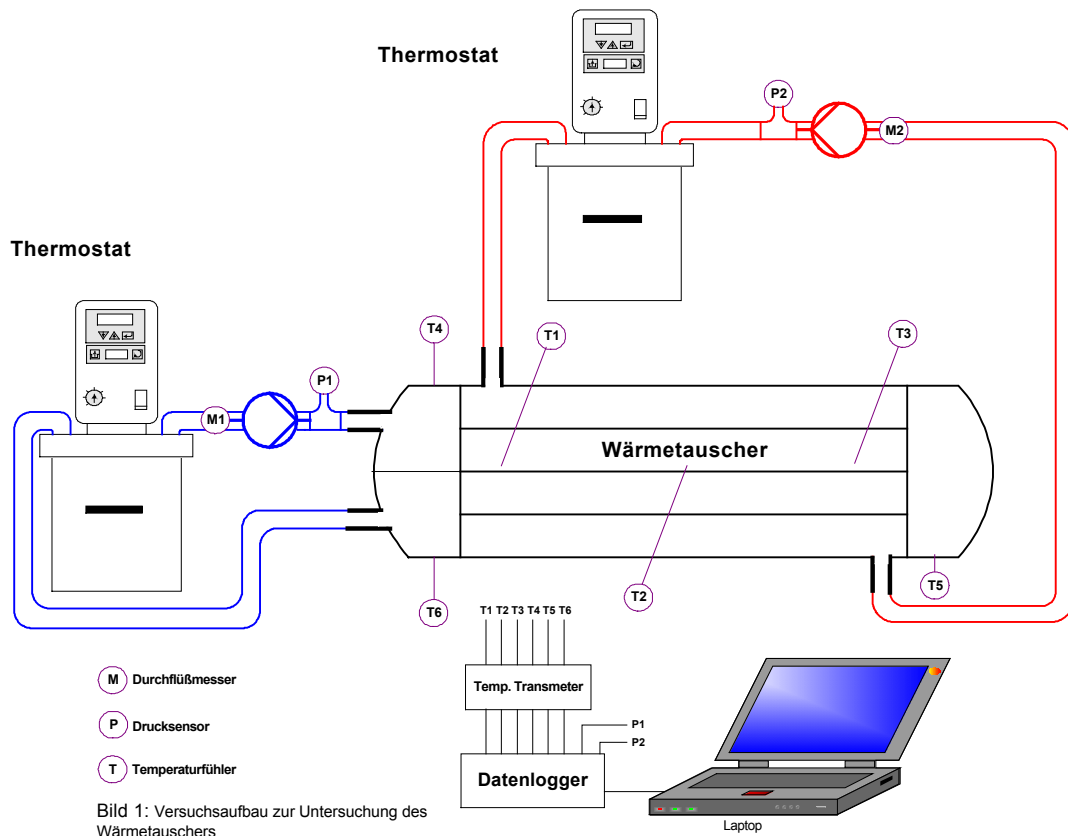 Thermostat
P2
M2
Thermostat
T4
T1
T3
P1
M1
Wärmetauscher
T6
T2
T5
T1 T2 T3 T4 T5 T6
M Durchflüßmesser
Temp. Transmeter
P Drucksensor
P1
P2
T Temperaturfühler
Datenlogger
Bild 1: Versuchsaufbau zur Untersuchung des
Wärmetauschers
Laptop